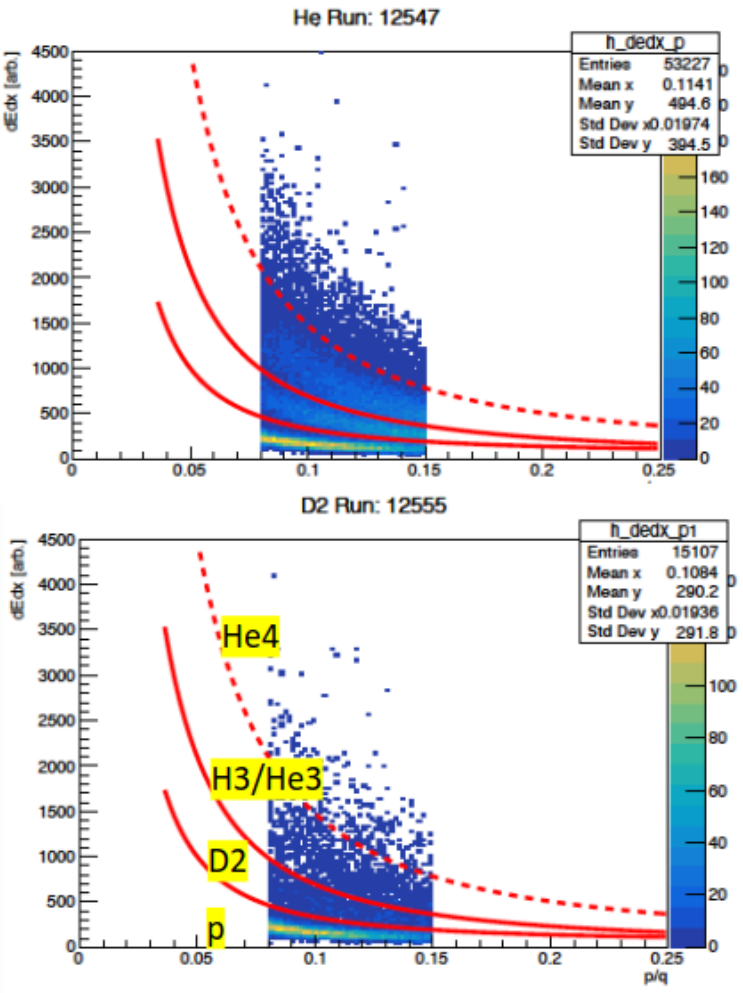 He Run: 12547
dEdx [arb.]
h_dedx_p
Entries 53227
Mean x 0.1141
Mean y 494.6
Std Dev x0.01974
Std Dev y 394.5
4500
4000
3500
3000
2500
2000
1500
1000
500
0
0 0.05 0.1 0.15 0.2 0.25
160
140
120
100
80
60
40
20
0
D2 Run: 12555
dEdx [arb.]
h_dedx_p1
Entries 15107
Mean x 0.1084
Mean y 290.2
Std Dev x0.01936
Std Dev y 291.8
4500
4000
3500
3000
2500
2000
1500
1000
500
0
He4
H3/He3
D2
p
100
80
60
40
20
0
0 0.05 0.1 0.15 0.2 0.25
p/q